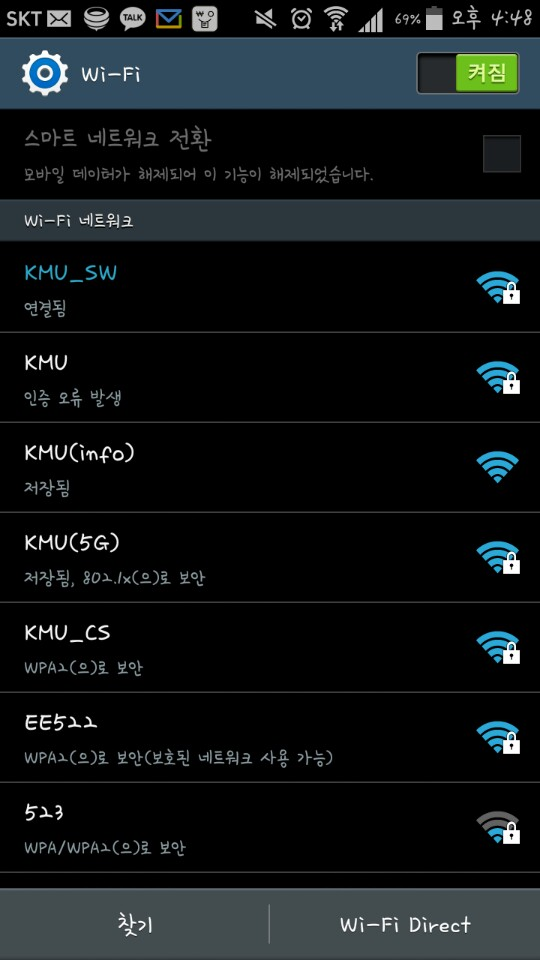 SKT TALK 69% 오후 4:48
Wi-Fi 켜짐
스마트 네트워크 전환
모바일 데이터가 해제되어 이 기능이 해제되었습니다.
Wi-Fi 네트워크
KMU_SW
연결됨
KMU
인증 오류 발생
KMU(info)
저장됨
KMU(5G)
저장됨, 802.1x(으)로 보안
KMU_CS
WPA2(으)로 보안
EE522
WPA2(으)로 보안(보호된 네트워크 사용 가능)
523
WPA/WPA2(으)로 보안
찾기 Wi-Fi Direct